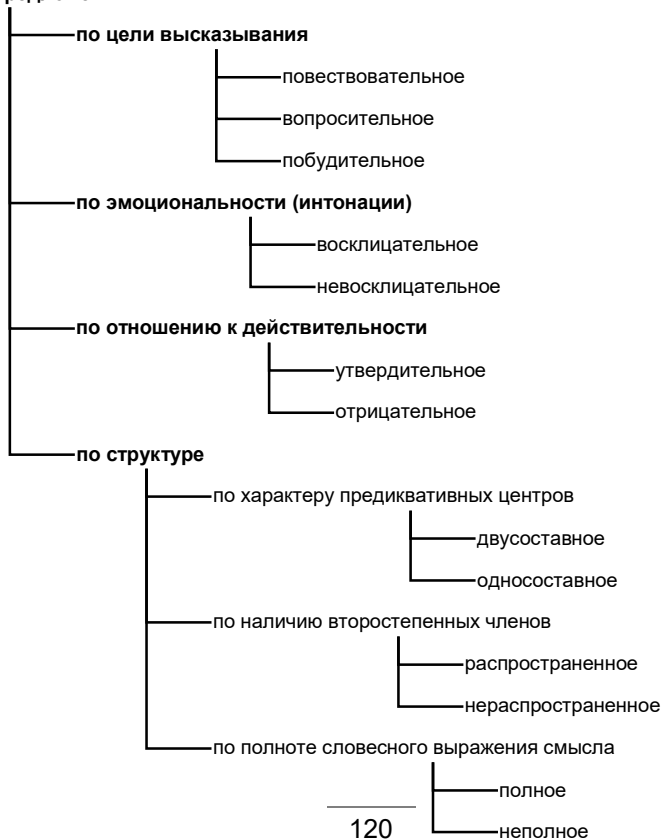 по цели высказывания
повествовательное
вопросительное
побудительное
по эмоциональности (интонации)
восклицательное
невосклицательное
по отношению к действительности
утвердительное
отрицательное
по структуре
по характеру предиквативных центров
двусоставное
односоставное
по наличию второстепенных членов
распространенное
нераспространенное
по полноте словесного выражения смысла
полное
неполное
120